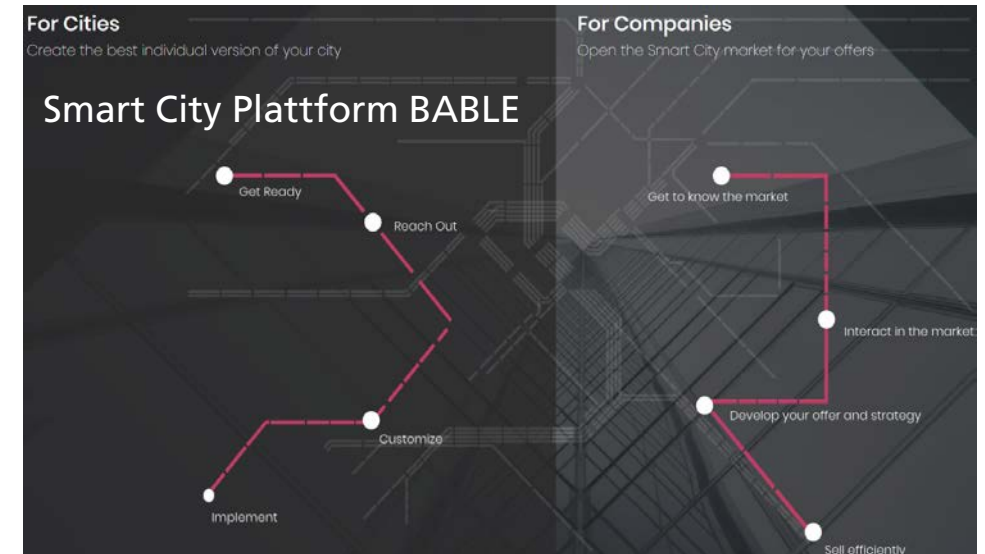 For Cities
Create the best individual version of your city
For Companies
Open the Smart City market for your offers
Smart City Plattform BABLE
Get Ready
Reach Out
Customize
Implement
Get to know the market
Interact in the market
Develop your offer and strategy
Sell efficiently